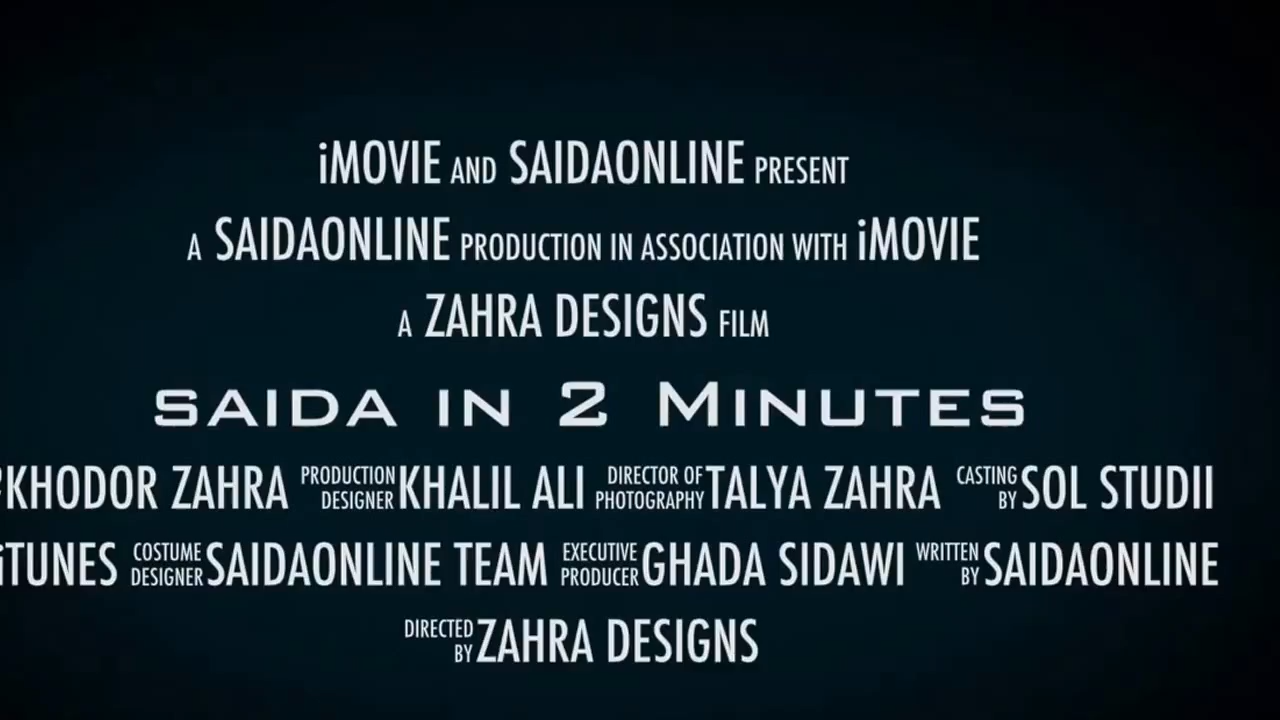 iMOVIE AND SAIDAONLINE PRESENT
A SAIDAONLINE PRODUCTION IN ASSOCIATION WITH iMOVIE
A ZAHRA DESIGNS FILM
SAIDA IN 2 MINUTES
KHODOR ZAHRA PRODUCTION DESIGNER KHALIL ALI DIRECTOR OF PHOTOGRAPHY TALYA ZAHRA CASTING BY SOL STUDII
iTUNES COSTUME DESIGNER SAIDAONLINE TEAM EXECUTIVE PRODUCER GHADA SIDAWI WRITTEN BY SAIDAONLINE
DIRECTED BY ZAHRA DESIGNS